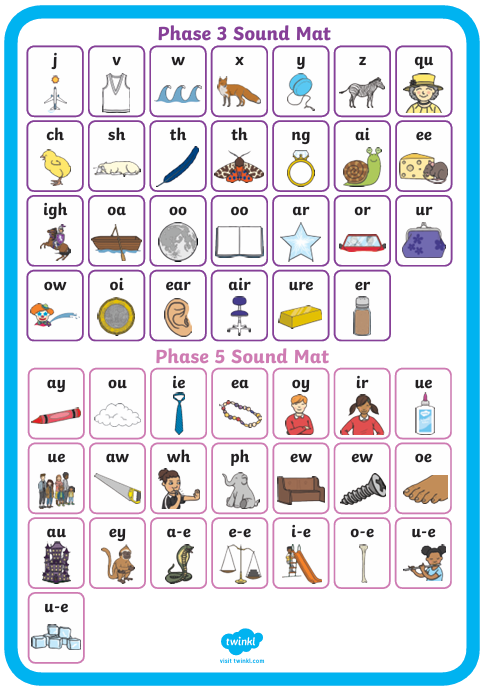 Phase 3 Sound Mat
j v w x y z qu
ch sh th th ng ai ee
igh oa oo oo ar or ur
ow oi ear air ure er
Phase 5 Sound Mat
ay ou ie ea oy ir ue
ue aw wh ph ew ew oe
au ey a-e e-e i-e o-e u-e
u-e
twinkl
visit twinkl.com